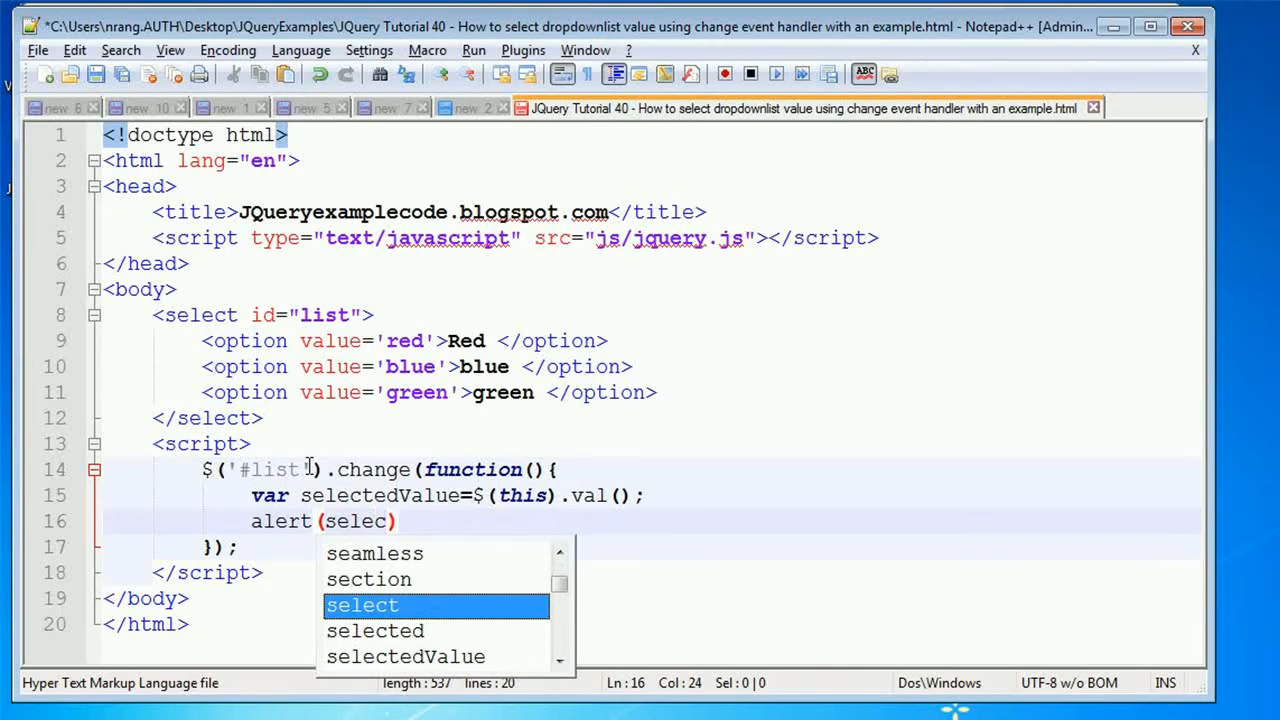 *C:\Users\nrang.AUTH\Desktop\JQueryExamples\JQuery Tutorial 40 - How to select dropdownlist value using change event handler with an example.html - Notepad++ [Admin...
File Edit Search View Encoding Language Settings Macro Run Plugins Window ? X
ABC
new 6 new 10 new 1 new 5 new 7 new 2 JQuery Tutorial 40 - How to select dropdownlist value using change event handler with an example.html
1 <!doctype html>
2 <html lang="en">
3 <head>
4 <title>JQueryexamplecode.blogspot.com</title>
5 <script type="text/javascript" src="js/jquery.js"></script>
6 </head>
7 <body>
8 <select id="list">
9 <option value='red'>Red </option>
10 <option value='blue'>blue </option>
11 <option value='green'>green </option>
12 </select>
13 <script>
14 $('#list').change(function(){
15 var selectedValue=$(this).val();
16 alert(selec)
17 });
18 </script>
19 </body>
20 </html>
seamless
section
select
selected
selectedValue
Hyper Text Markup Language file length : 537 lines : 20 Ln : 16 Col : 24 Sel : 0 | 0 Dos\Windows UTF-8 w/o BOM INS